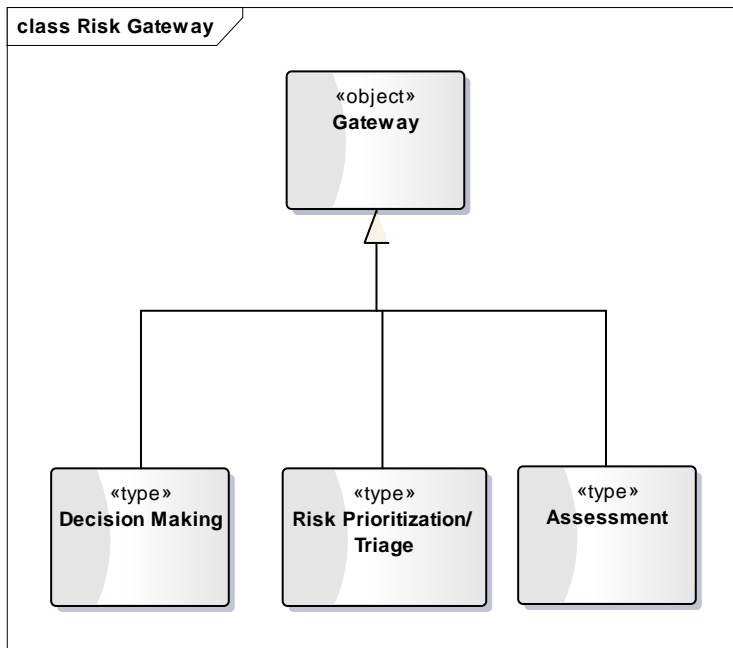 class Risk Gateway
«object»
Gateway
«type»
Decision Making
«type»
Risk Prioritization/
Triage
«type»
Assessment